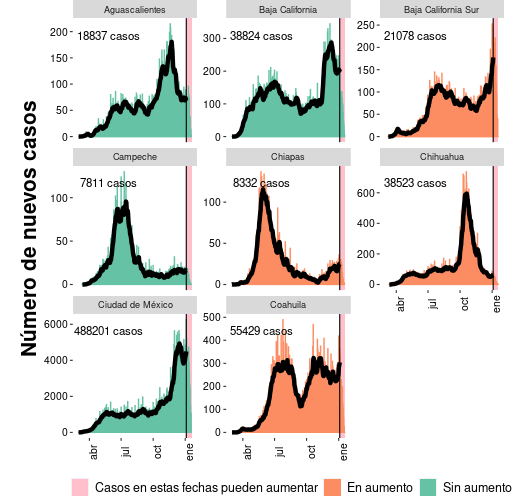 Número de nuevos casos
Aguascalientes
Baja California
Baja California Sur
18837 casos
38824 casos
21078 casos
200
150
100
50
0
300
200
100
0
250
200
150
100
50
0
Campeche
Chiapas
Chihuahua
7811 casos
8332 casos
38523 casos
100
50
0
100
50
0
600
400
200
0
abr
jul
oct
ene
Ciudad de México
Coahuila
488201 casos
55429 casos
6000
4000
2000
0
500
400
300
200
100
0
abr
jul
oct
ene
abr
jul
oct
ene
Casos en estas fechas pueden aumentar
En aumento
Sin aumento